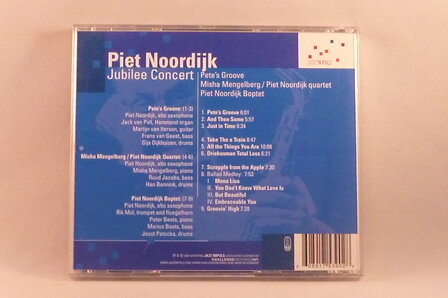 Piet Noordijk
Jubilee Concert
Pete's Groove
Misha Mengelberg / Piet Noordijk quartet
Piet Noordijk Boptet
JAZZ 'N PULZ
Pete's Groove: (1-3)
Piet Noordijk, alto saxophone
Jack van Poll, Hammond orgen
Martijn van Iterson, guitar
Frans van Geest, bass
Gijs Dijkhuizen, drums
Misha Mengelberg / Piet Noordijk Quartet: (4-6)
Piet Noordijk, alto saxophone
Misha Mengelberg, piano
Ruud Jacobs, bass
Han Bennink, drums
Piet Noordijk Boptet: (7-9)
Piet Noordijk, alto saxophone
Rik Mol, trumpet and fluegelhorn
Peter Beets, piano
Marius Beets, bass
Joost Patocka, drums
1. Pete's Groove 6:01
2. And Then Some 5:57
3. Just in Time 8:34
4. Take The a Train 8:47
5. All the Things You Are 10:08
6. Driekusman Total Loss 6:21
7. Scrapple from the Apple 7:30
8. Ballad Medley: 7:53
I Mona Lisa
II. You Don't Know What Love Is
III. But Beautiful
IV. Embraceable You
9. Groovin' High 7:28